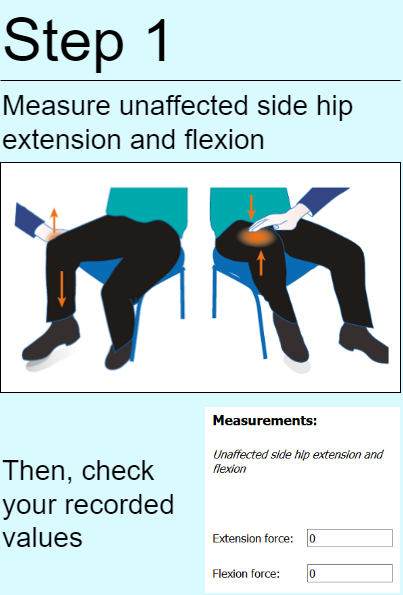 Step 1
Measure unaffected side hip
extension and flexion
Measurements:
Unaffected side hip extension and
flexion
Then, check
your recorded
values
Extension force: 0
Flexion force: 0